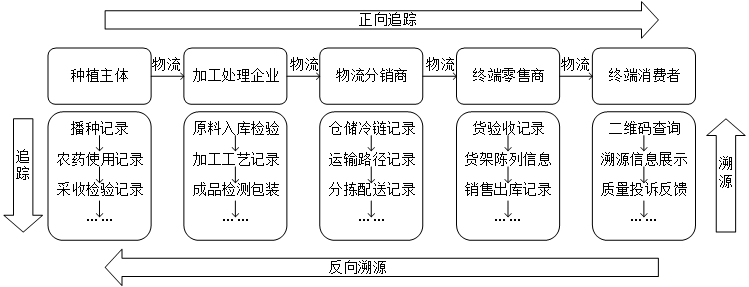 正向追踪
种植主体
物流
加工处理企业
物流
物流分销商
物流
终端零售商
物流
终端消费者
追踪
播种记录
农药使用记录
采收检验记录
……
原料入库检验
加工工艺记录
成品检测包装
……
仓储冷链记录
运输路径记录
分拣配送记录
……
货验收记录
货架陈列信息
销售出库记录
……
二维码查询
溯源信息展示
质量投诉反馈
……
溯源
反向溯源